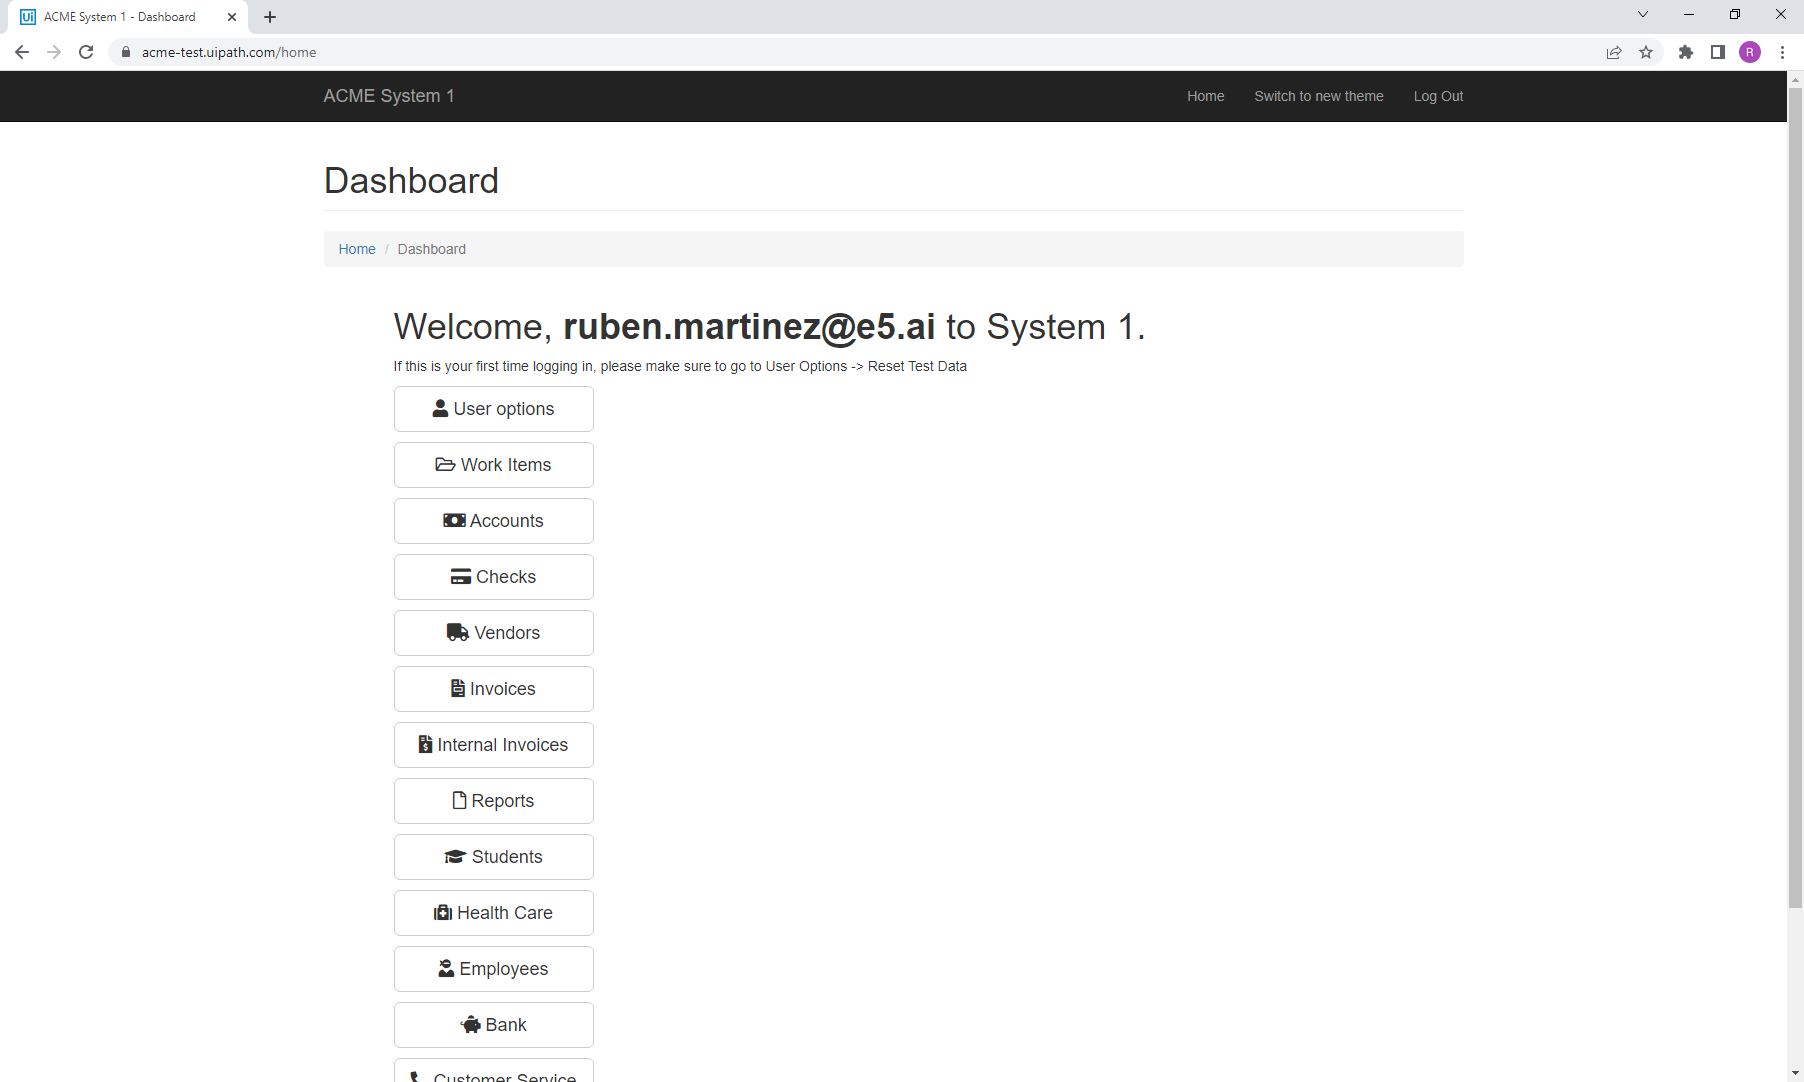 Ui ACME System 1 - Dashboard
acme-test.uipath.com/home
R
ACME System 1 Home Switch to new theme Log Out
Dashboard
Home / Dashboard
Welcome, ruben.martinez@e5.ai to System 1.
If this is your first time logging in, please make sure to go to User Options -> Reset Test Data
User options
Work Items
Accounts
Checks
Vendors
Invoices
Internal Invoices
Reports
Students
Health Care
Employees
Bank
Customer Service